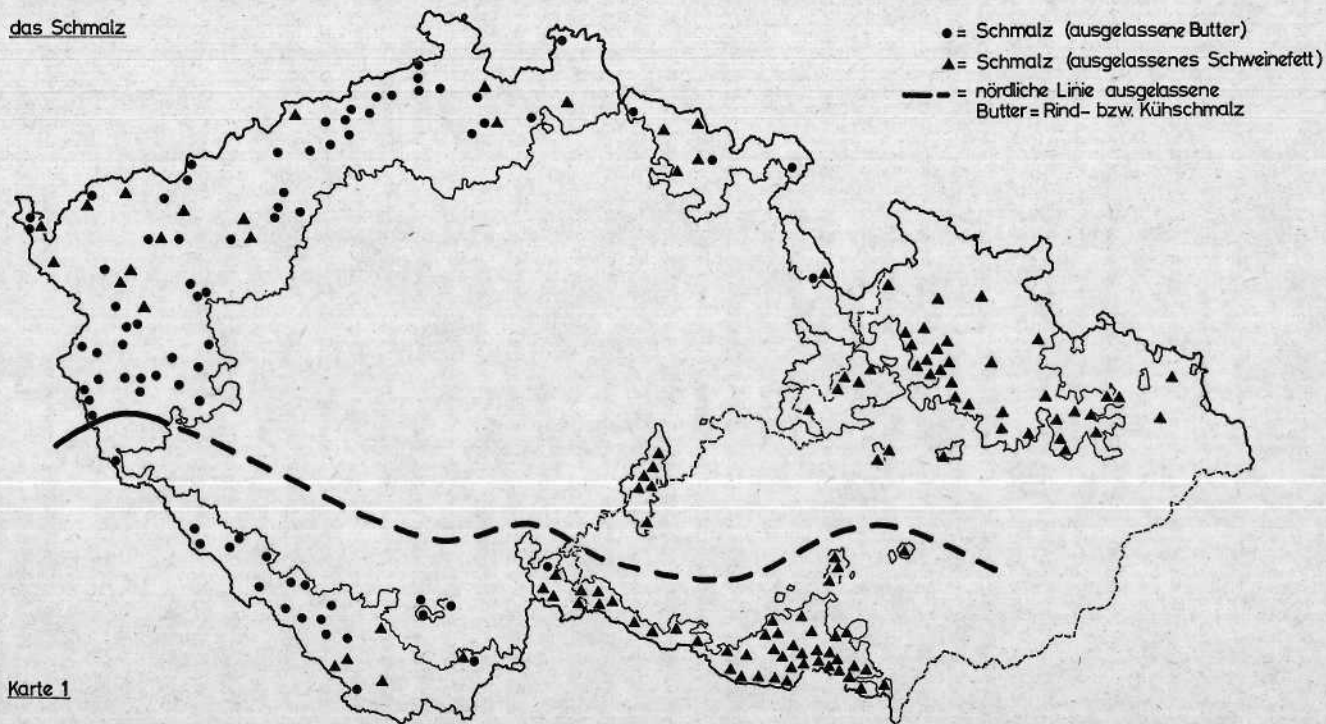 das Schmalz
● = Schmalz (ausgelassene Butter)
▲ = Schmalz (ausgelassenes Schweinefett)
= nördliche Linie ausgelassene
Butter = Rind- bzw. Kühschmalz
Karte 1